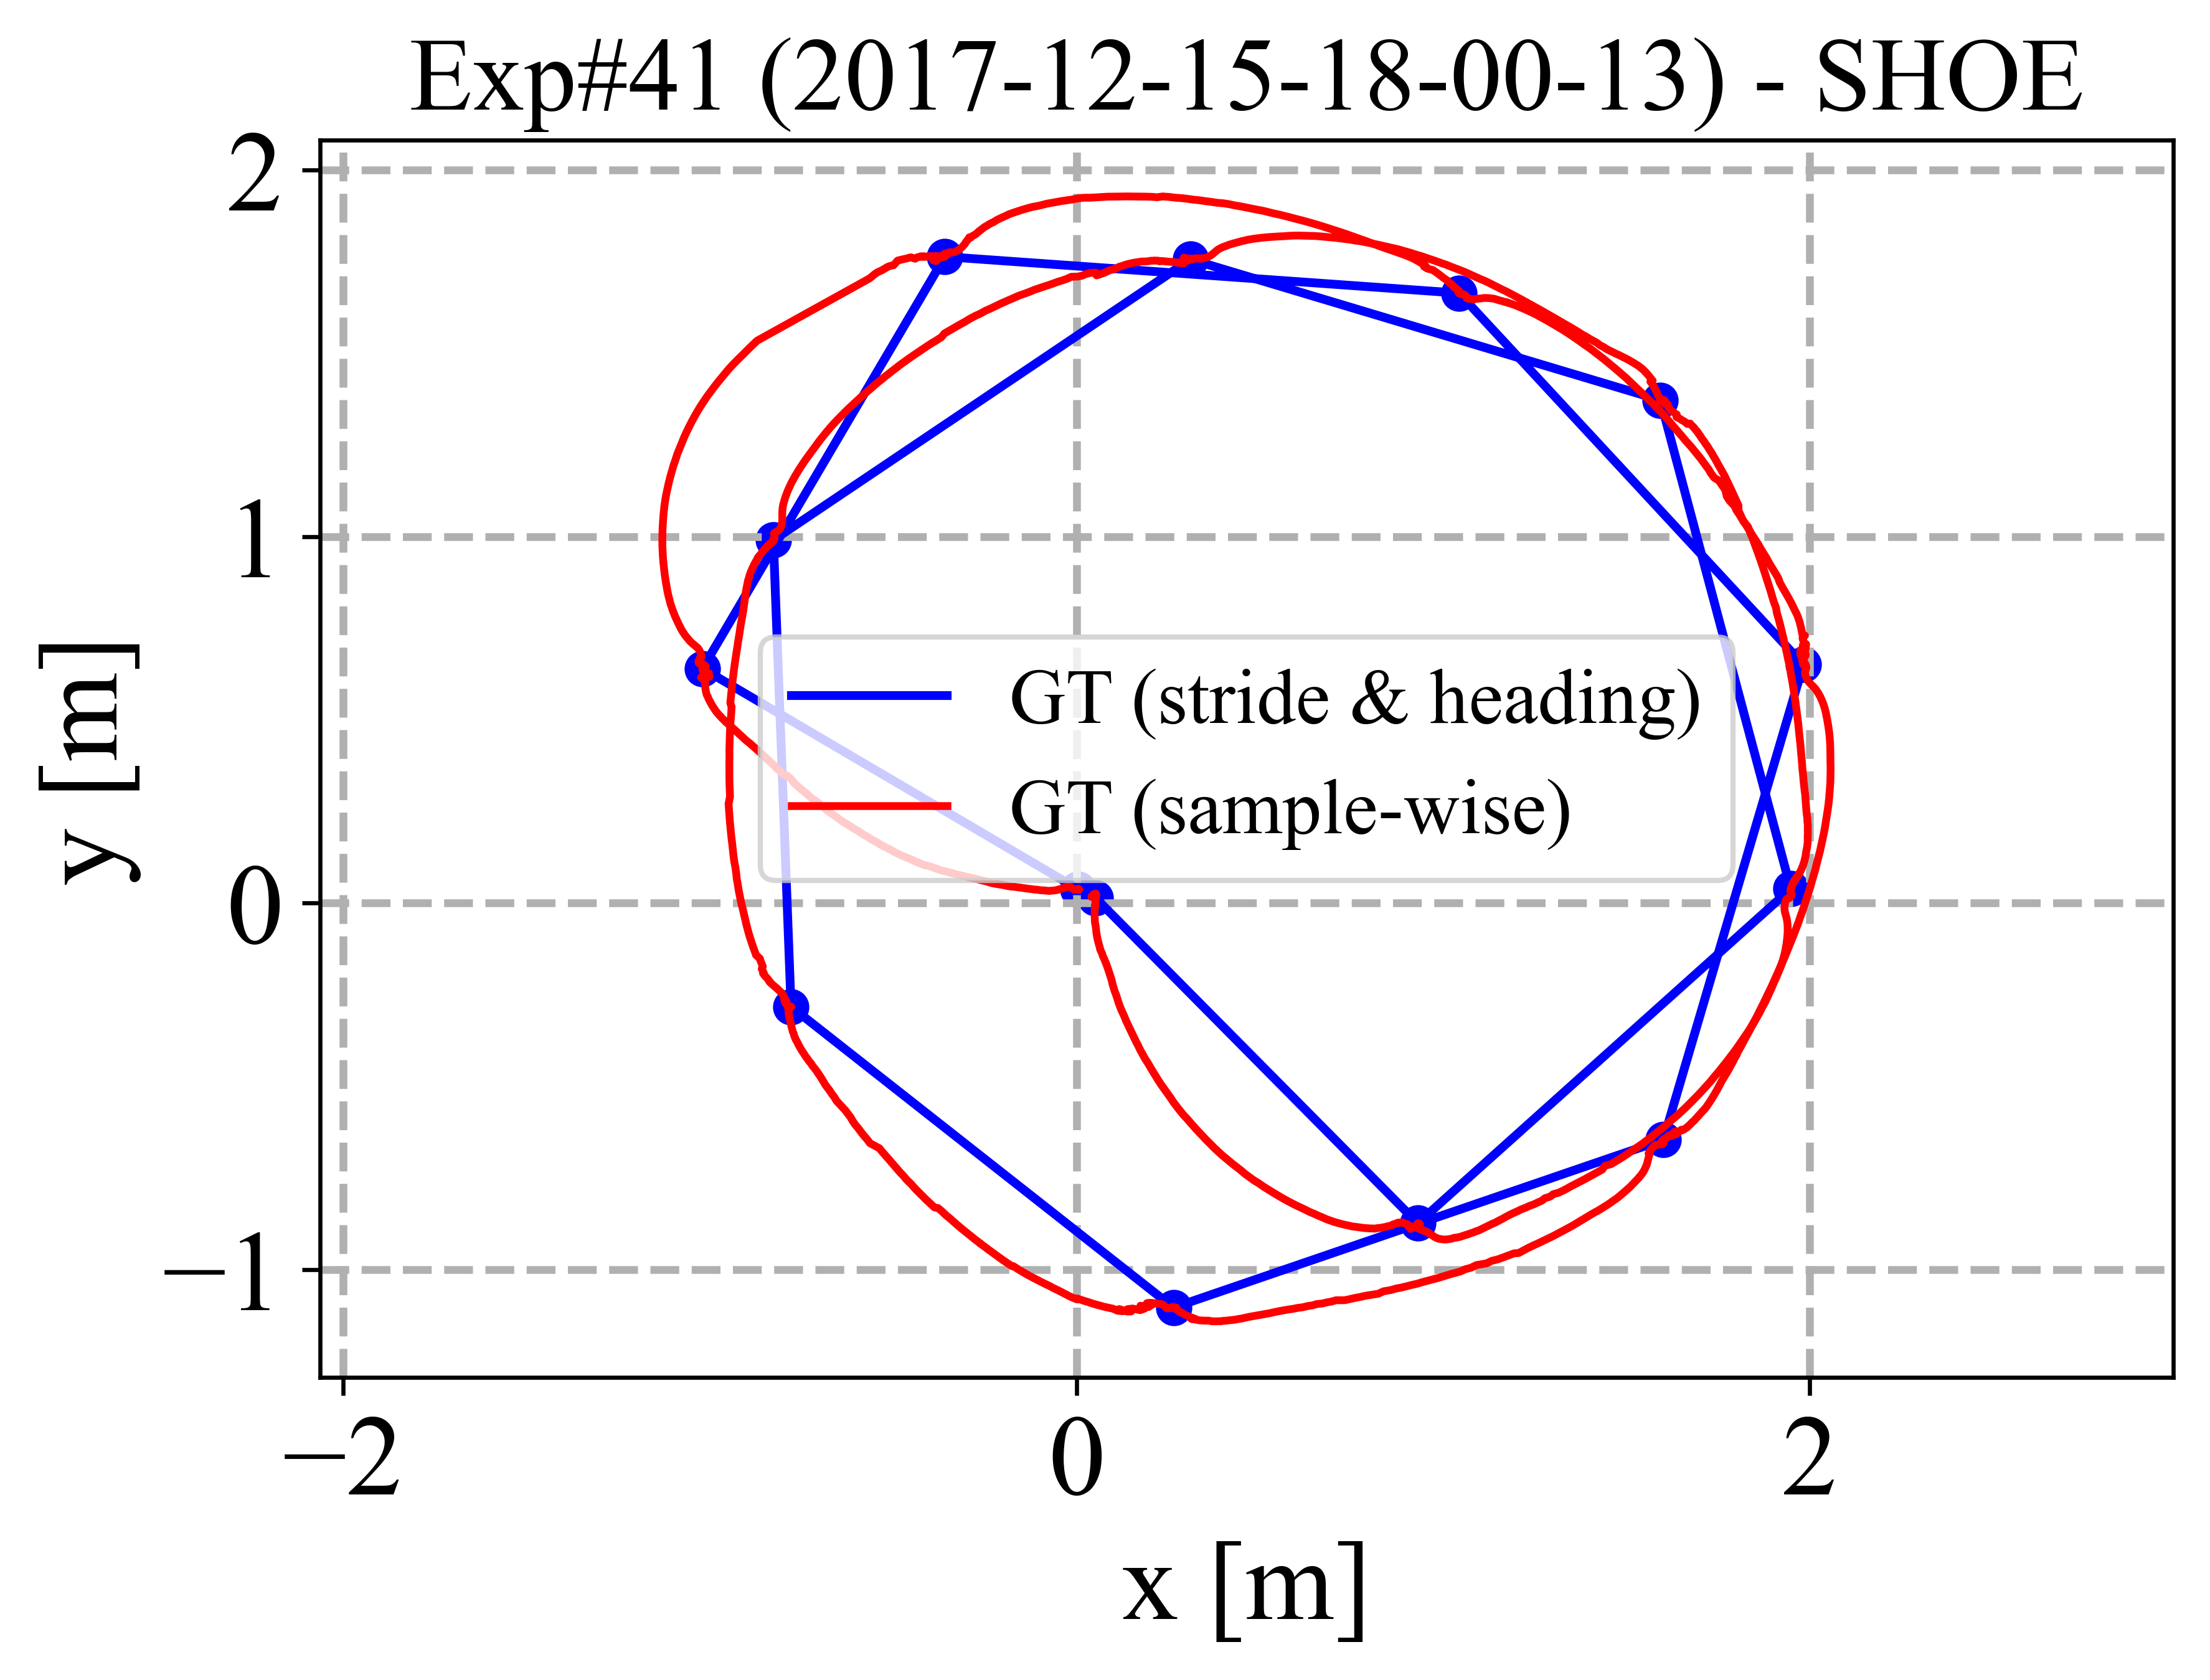 Exp#41 (2017-12-15-18-00-13) - SHOE
2
1
0
−1
y [m]
GT (stride & heading)
GT (sample-wise)
−2 0 2
x [m]